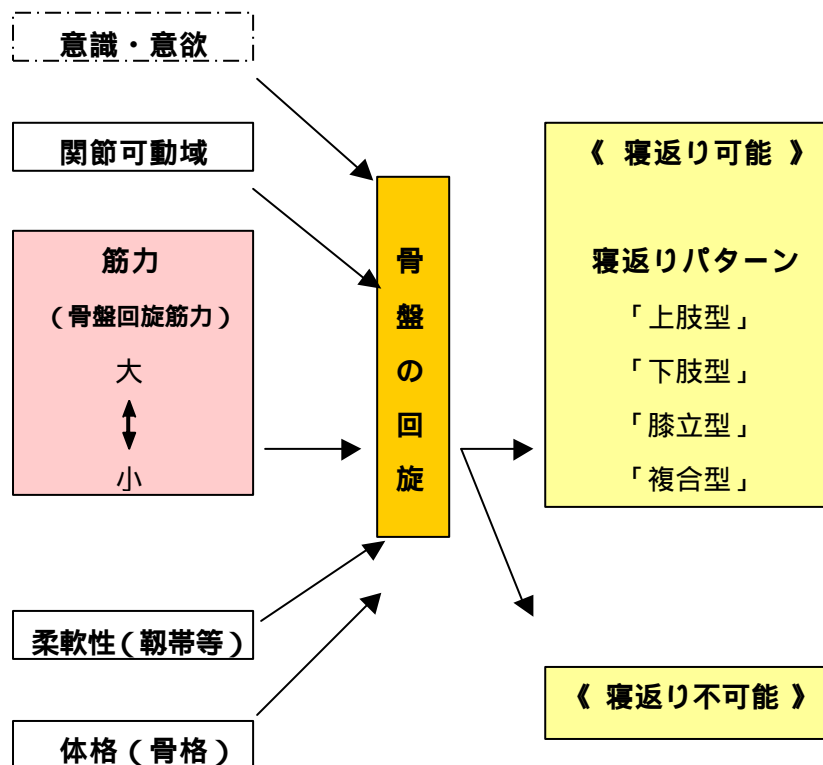 意識・意欲
関節可動域
筋力
(骨盤回旋筋力)
大
小
柔軟性(靱帯等)
体格(骨格)
骨
盤
の
回
旋
《 寝返り可能 》
寝返りパターン
「上肢型」
「下肢型」
「膝立型」
「複合型」
《 寝返り不可能 》